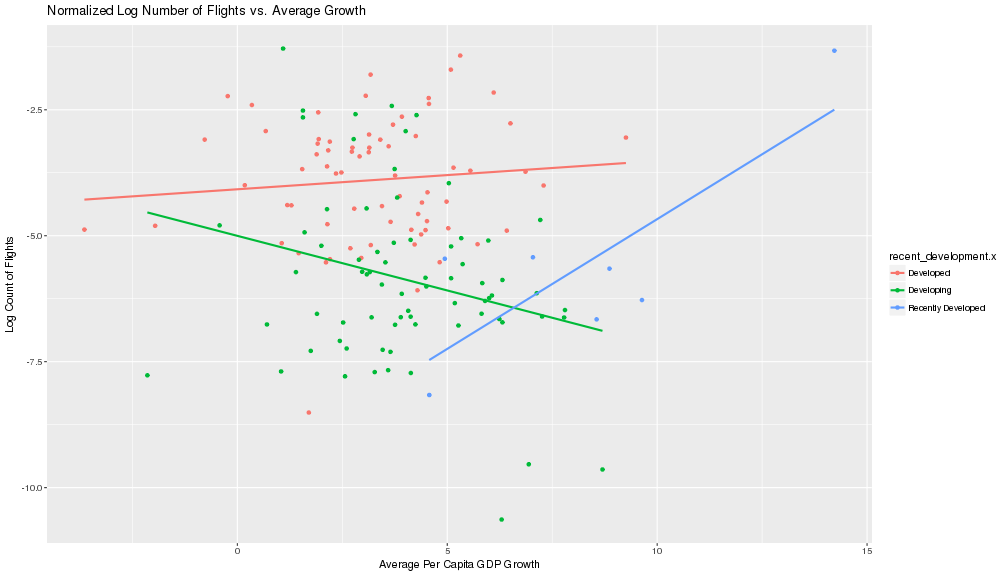 Normalized Log Number of Flights vs. Average Growth
Log Count of Flights
-2.5
-5.0
-7.5
-10.0
0
5
10
15
Average Per Capita GDP Growth
recent_development.x
Developed
Developing
Recently Developed